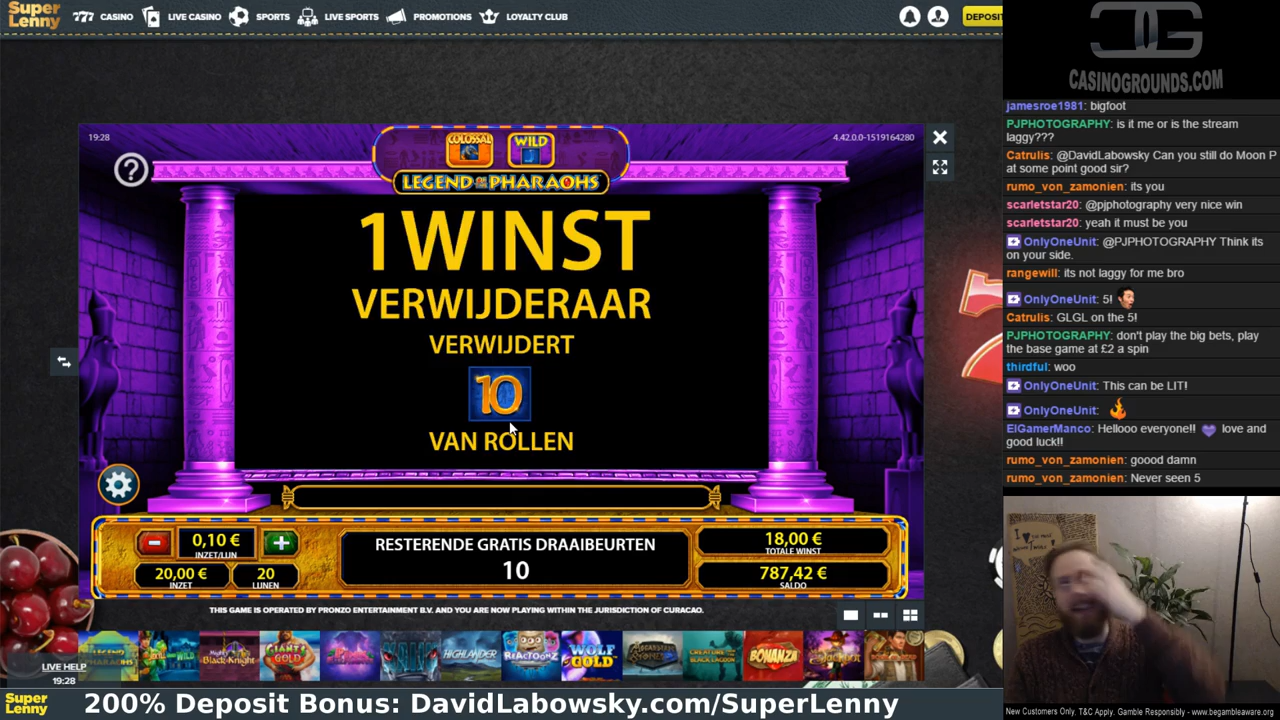 Super
Lenny
777 CASINO
LIVE CASINO
SPORTS
LIVE SPORTS
PROMOTIONS
LOYALTY CLUB
DEPOSIT
CASINOGROUNDS.COM
19:28
COLOSSAL
WILD
4.42.0.0-1519164280
LEGEND OF THE PHARAOHS
1 WINST
VERWIJDERAAR
VERWIJDERT
10
VAN ROLLEN
0,10 €
INZET/LIJN
20,00 €
INZET
20
LIJNEN
RESTERENDE GRATIS DRAAIBEURTEN
10
18,00 €
TOTALE WINST
787,42 €
SALDO
THIS GAME IS OPERATED BY PRONZO ENTERTAINMENT B.V. AND YOU ARE NOW PLAYING WITHIN THE JURISDICTION OF CURACAO.
HIGHLANDER
REACTOONZ
WOLF
GOLD
BONANZA
LIVE HELP
19:28
Super
Lenny
200% Deposit Bonus: DavidLabowsky.com/SuperLenny
jamesroe1981: bigfoot
PJPHOTOGRAPHY: is it me or is the stream
laggy???
Catrulis: @DavidLabowsky Can you still do Moon P
at some point good sir?
rumo_von_zamonien: its you
scarletstar20: @pjphotography very nice win
scarletstar20: yeah it must be you
OnlyOneUnit: @PJPHOTOGRAPHY Think its
on your side.
rangewill: its not laggy for me bro
OnlyOneUnit: 5!
Catrulis: GLGL on the 5!
PJPHOTOGRAPHY: don't play the big bets, play
the base game at £2 a spin
thirdful: woo
OnlyOneUnit: This can be LIT!
OnlyOneUnit:
ElGamerManco: Hellooo everyone!! love and
good luck!!
rumo_von_zamonien: goood damn
rumo_von_zamonien: Never seen 5
New Customers Only, T&C Apply, Gamble Responsibly - www.begambleaware.org